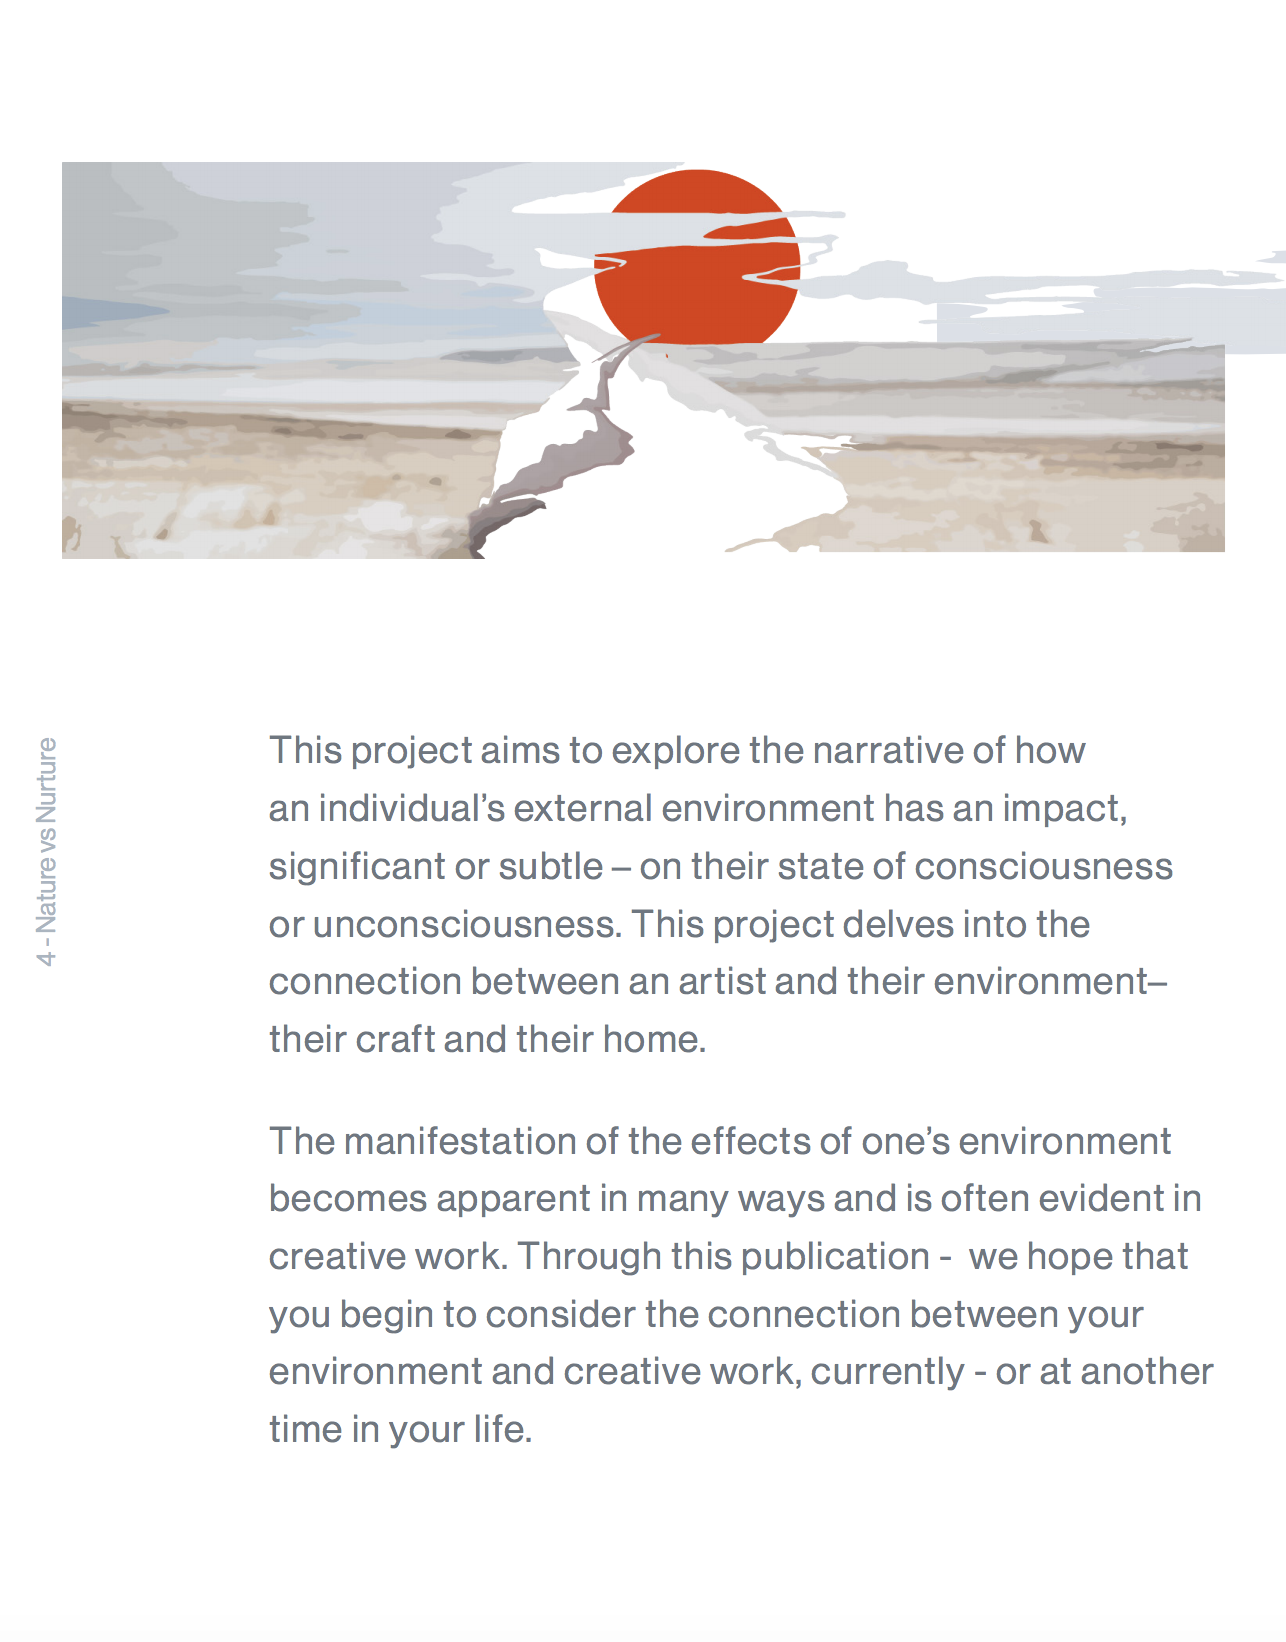 4 - Nature vs Nurture
This project aims to explore the narrative of how
an individual’s external environment has an impact,
significant or subtle – on their state of consciousness
or unconsciousness. This project delves into the
connection between an artist and their environment–
their craft and their home.
The manifestation of the effects of one’s environment
becomes apparent in many ways and is often evident in
creative work. Through this publication -  we hope that
you begin to consider the connection between your
environment and creative work, currently - or at another
time in your life.